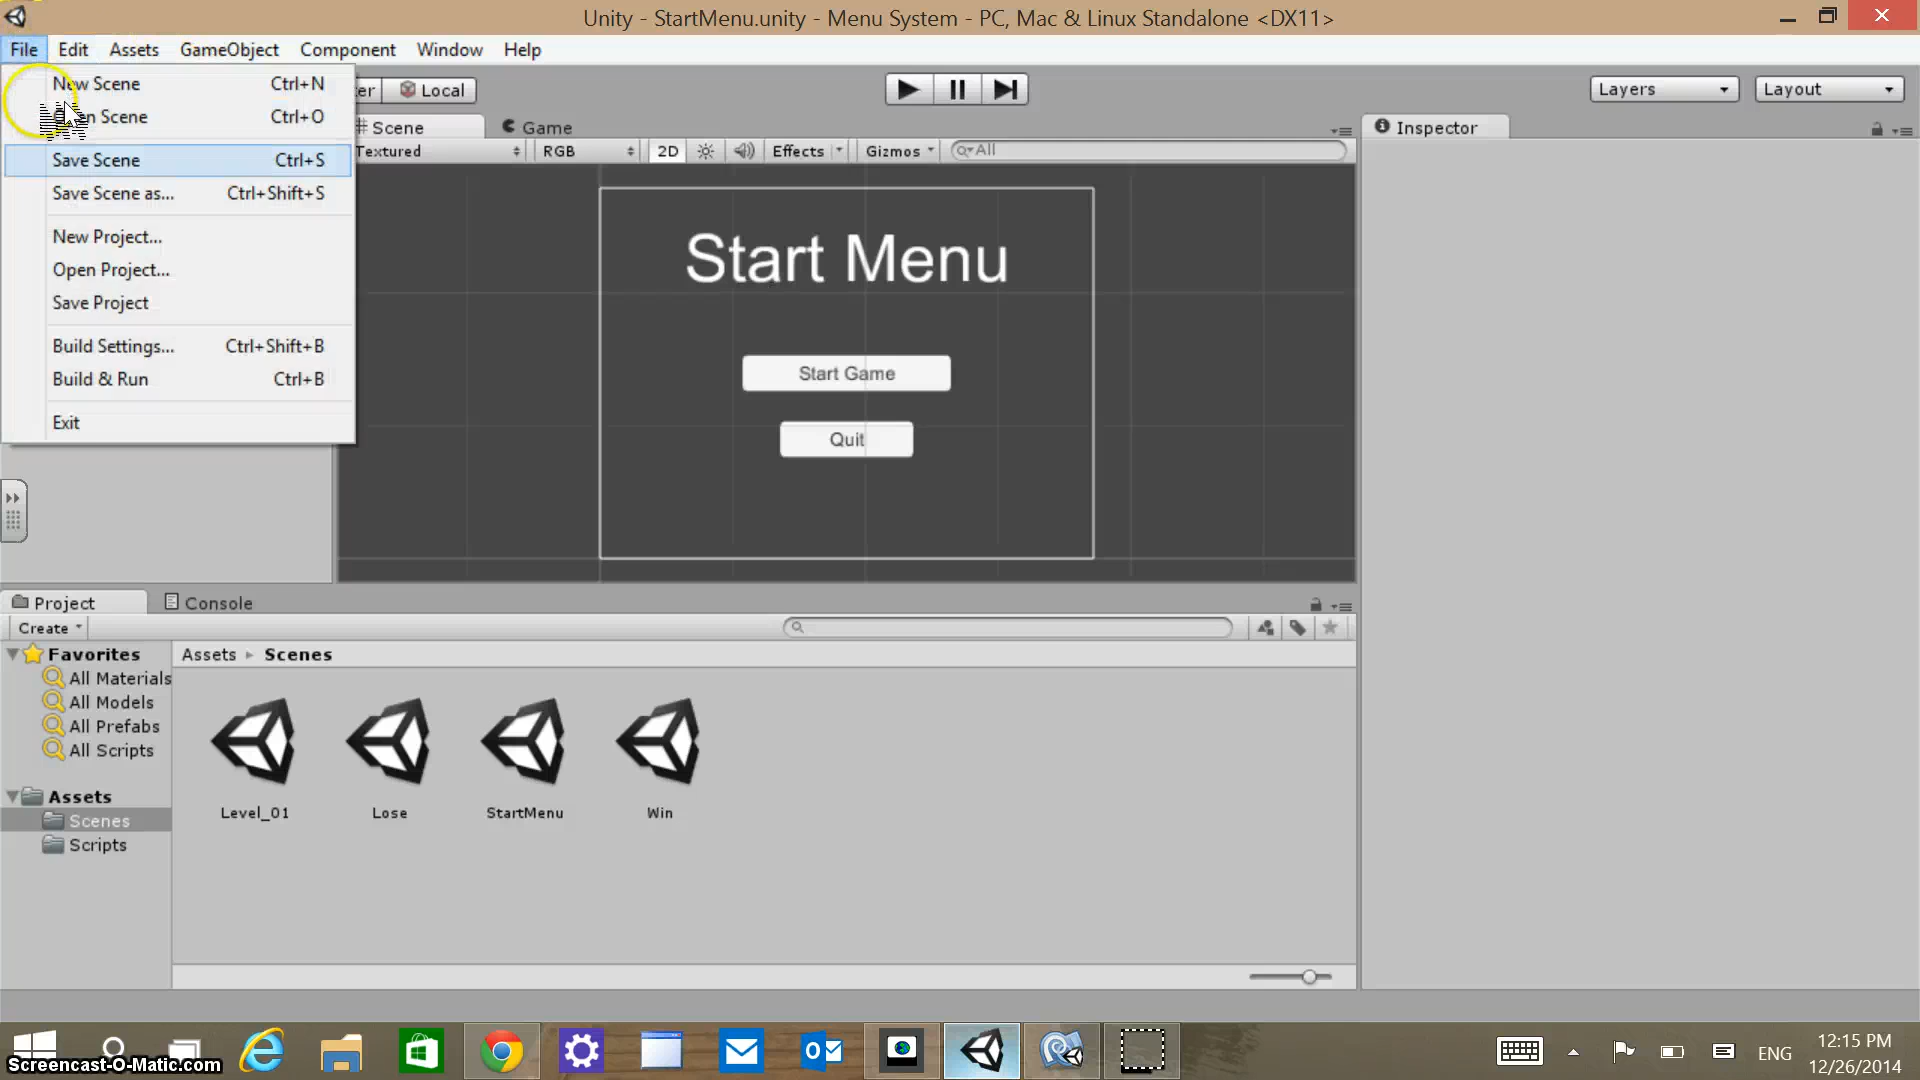 Unity - StartMenu.unity - Menu System - PC, Mac & Linux Standalone <DX11>
File Edit Assets GameObject Component Window Help
New Scene Ctrl+N
Scene Ctrl+O
Save Scene Ctrl+S
Save Scene as... Ctrl+Shift+S
New Project...
Open Project...
Save Project
Build Settings... Ctrl+Shift+B
Build & Run Ctrl+B
Exit
Local
Layers
Layout
Scene
Game
Textured
RGB
2D
Effects
Gizmos
All
Start Menu
Start Game
Quit
Inspector
Project
Console
Create
Favorites
All Materials
All Models
All Prefabs
All Scripts
Assets
Scenes
Scripts
Assets Scenes
Level_01
Lose
StartMenu
Win
Screencast-O-Matic.com
ENG
12:15 PM
12/26/2014